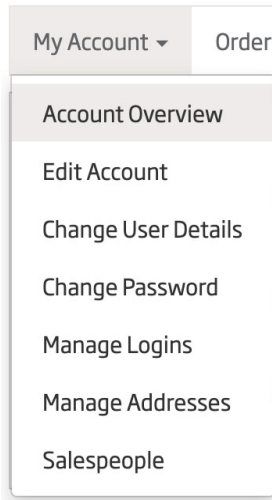 My Account Order
Account Overview
Edit Account
Change User Details
Change Password
Manage Logins
Manage Addresses
Salespeople